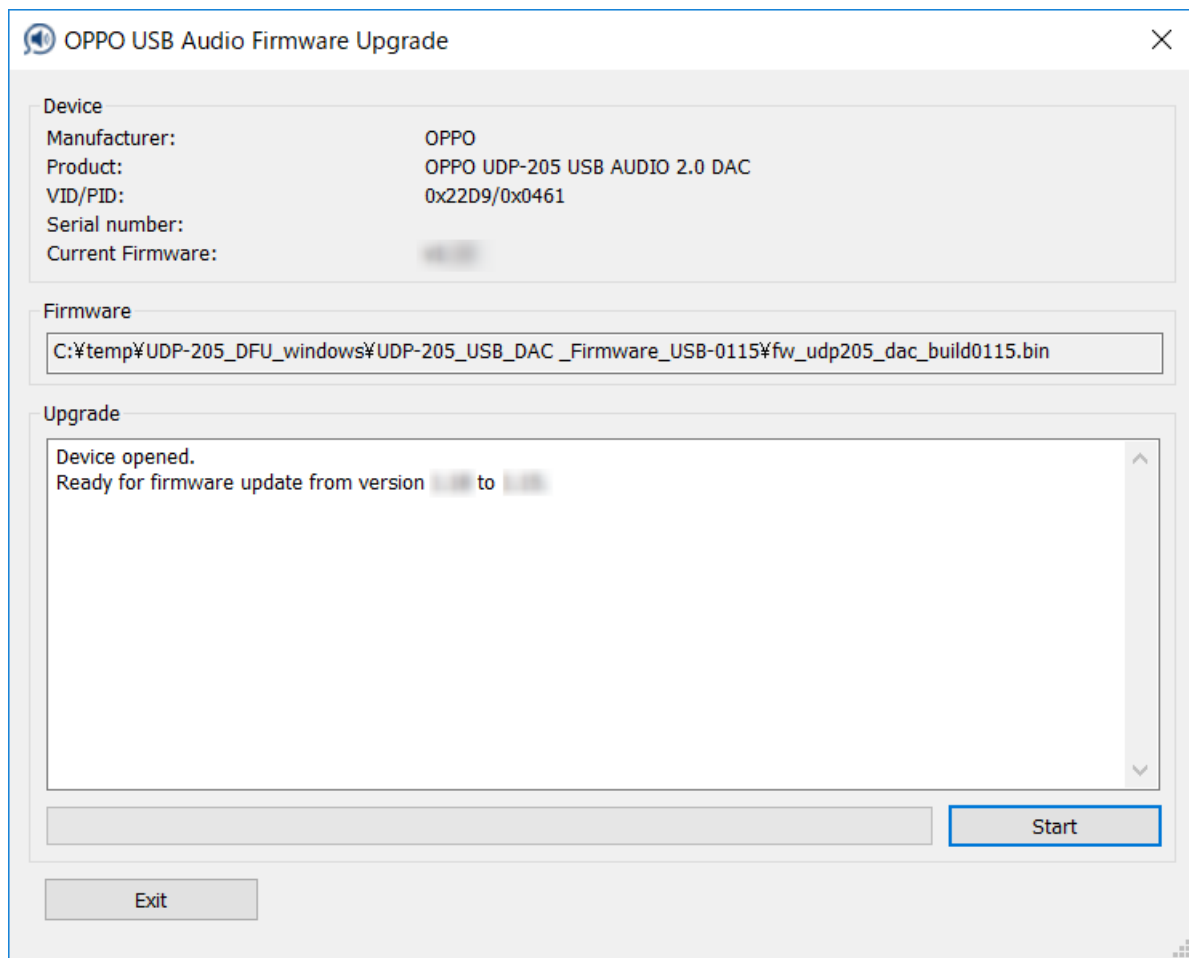 OPPO USB Audio Firmware Upgrade
Device
Manufacturer: OPPO
Product: OPPO UDP-205 USB AUDIO 2.0 DAC
VID/PID: 0x22D9/0x0461
Serial number:
Current Firmware:
Firmware
C:¥temp¥UDP-205_DFU_windows¥UDP-205_USB_DAC _Firmware_USB-0115¥fw_udp205_dac_build0115.bin
Upgrade
Device opened.
Ready for firmware update from version to
Start
Exit